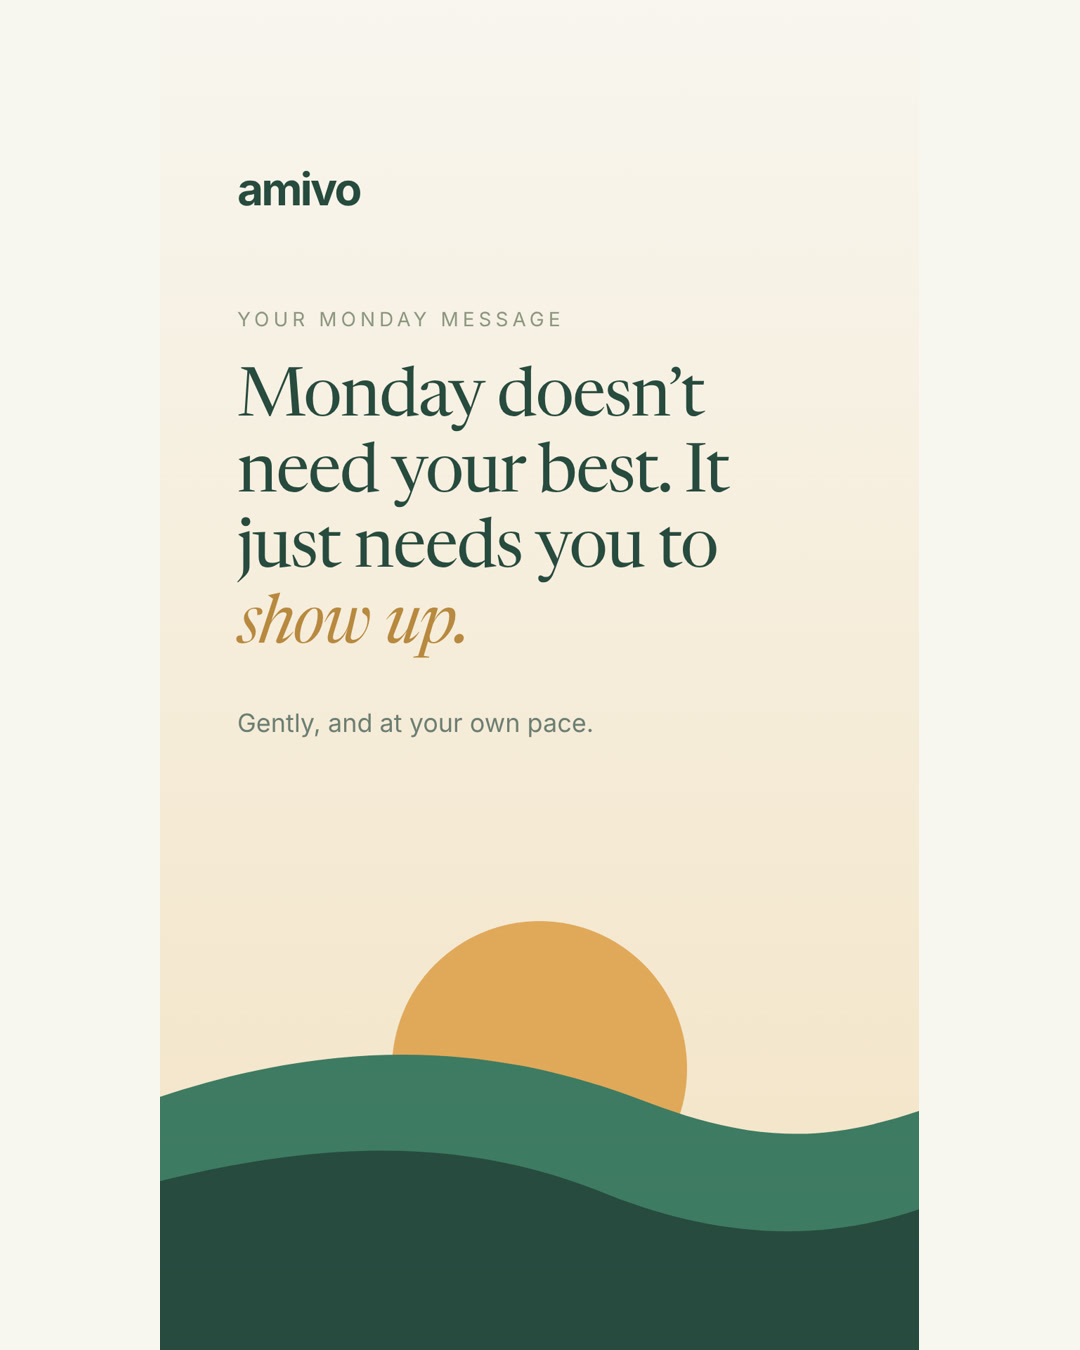 amivo
YOUR MONDAY MESSAGE
Monday doesn’t
need your best. It
just needs you to
show up.
Gently, and at your own pace.